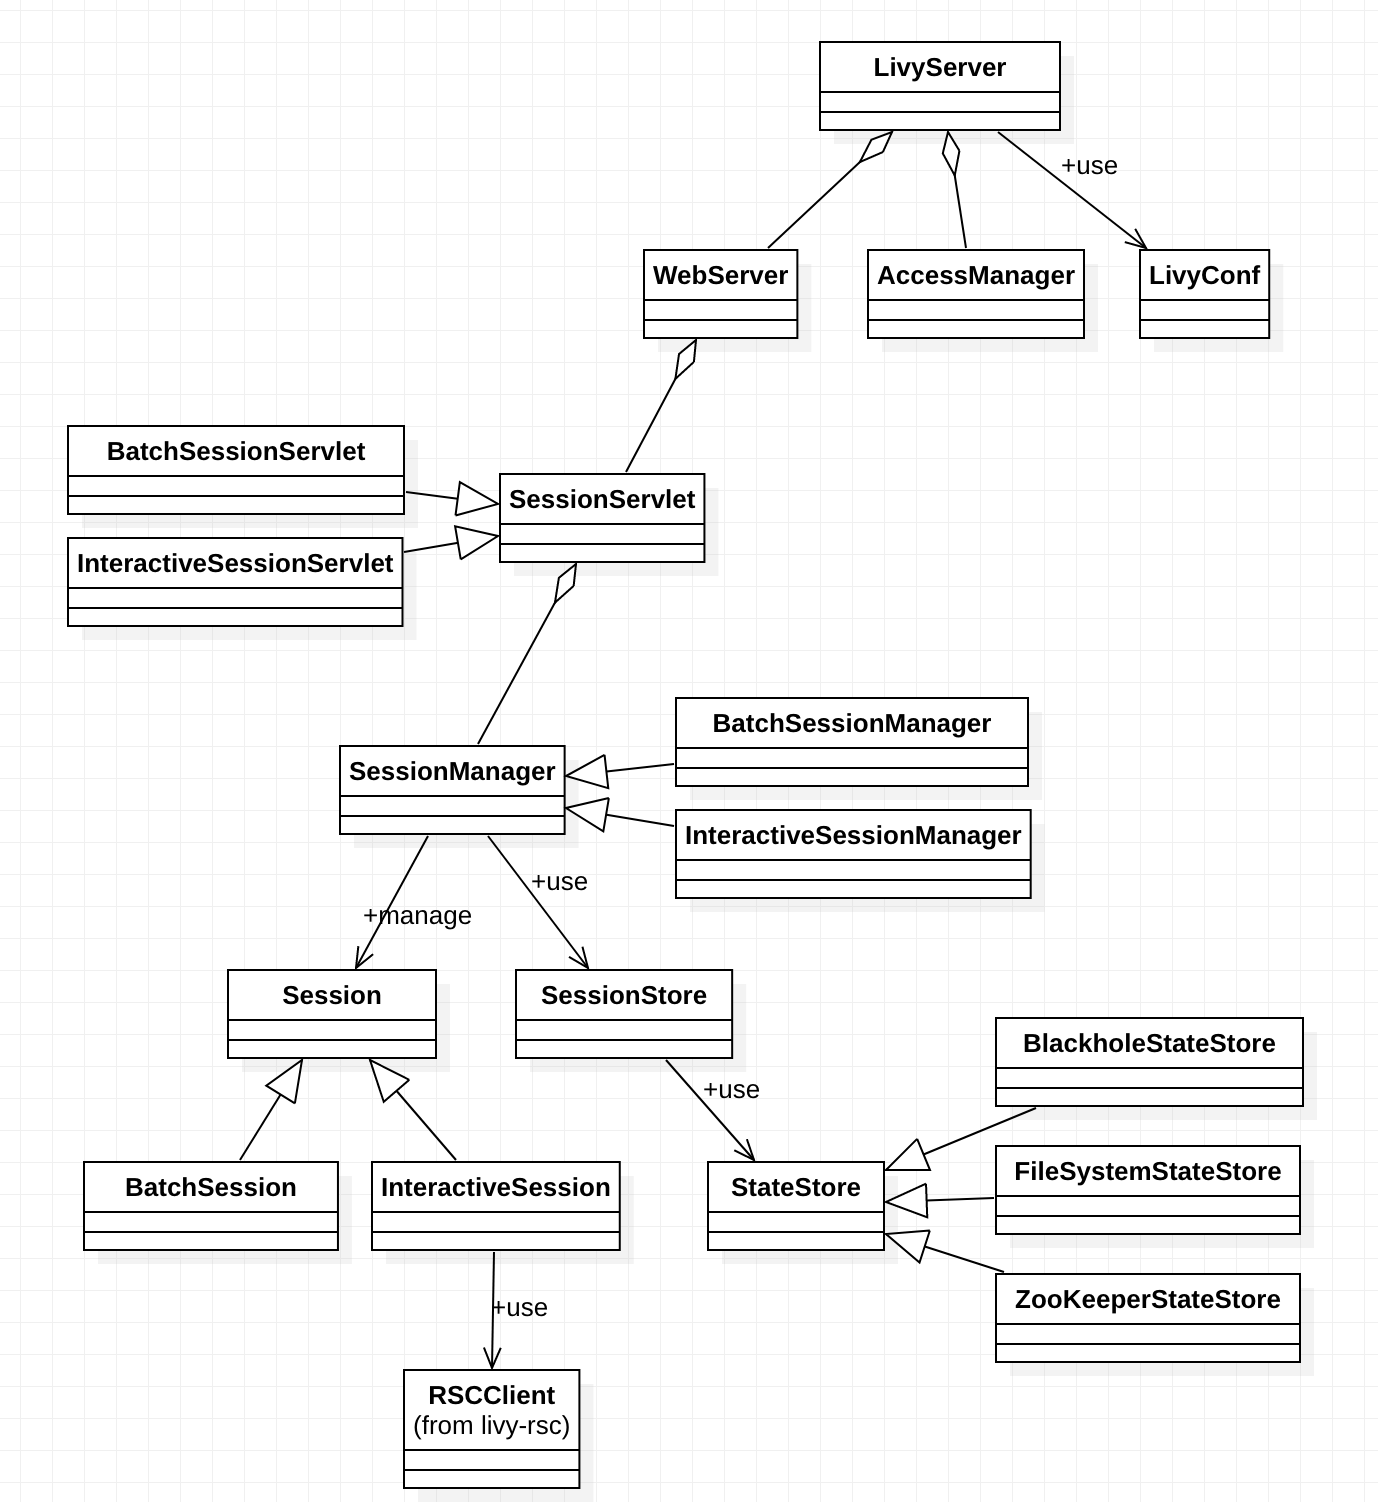 LivyServer
+use
WebServer
AccessManager
LivyConf
BatchSessionServlet
SessionServlet
InteractiveSessionServlet
BatchSessionManager
SessionManager
InteractiveSessionManager
+use
+manage
Session
SessionStore
BlackholeStateStore
+use
FileSystemStateStore
BatchSession
InteractiveSession
StateStore
ZooKeeperStateStore
+use
RSCClient
(from livy-rsc)